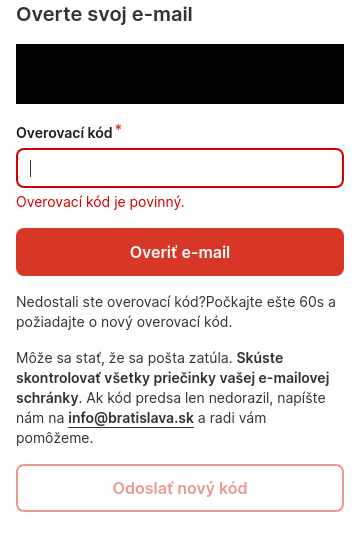 Overte svoj e-mail
Overovací kód *
Overovací kód je povinný.
Overiť e-mail
Nedostali ste overovací kód?Počkajte ešte 60s a
požiadajte o nový overovací kód.
Môže sa stať, že sa pošta zatúla. Skúste
skontrolovať všetky priečinky vašej e-mailovej
schránky. Ak kód predsa len nedorazil, napíšte
nám na info@bratislava.sk a radi vám
pomôžeme.
Odoslať nový kód